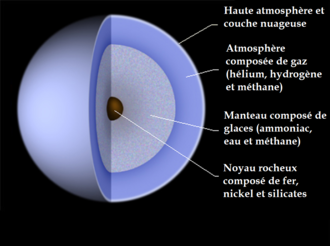 Haute atmosphère et
couche nuageuse
Atmosphère
composée de gaz
(hélium, hydrogène
et méthane)
Manteau composé de
glaces (ammoniac,
eau et méthane)
Noyau rocheux
composé de fer,
nickel et silicates